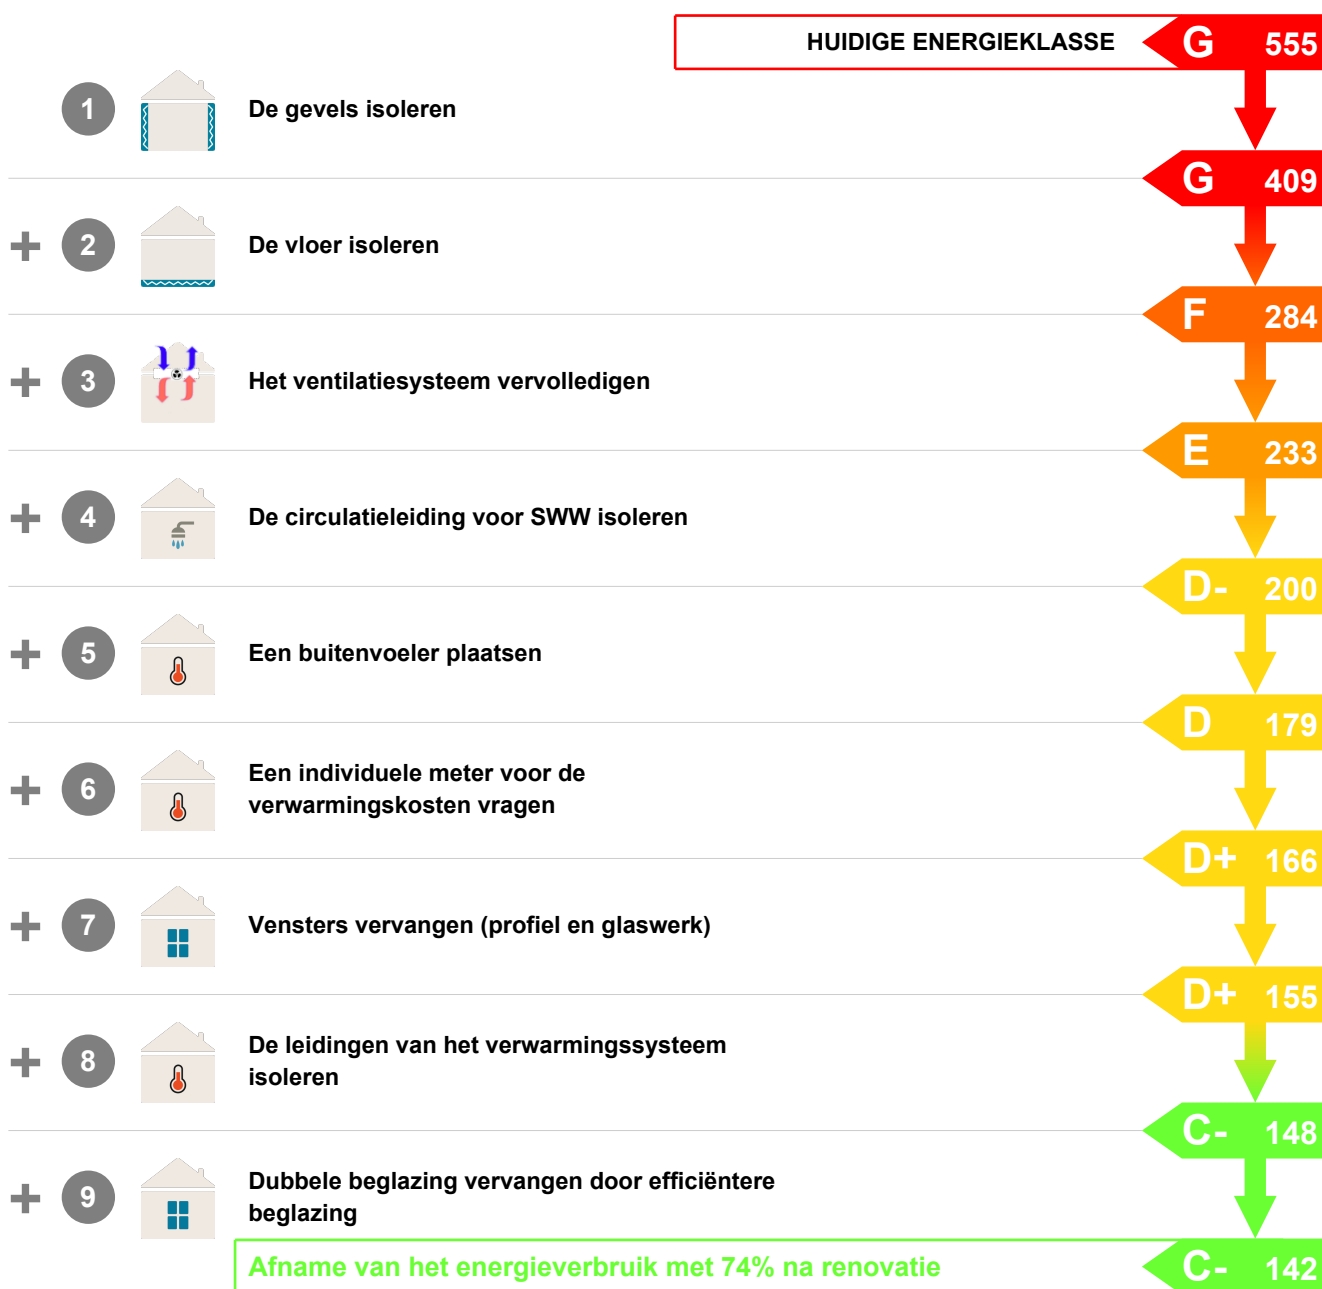 HUIDIGE ENERGIEKLASSE G 555
1 De gevels isoleren
G 409
+ 2 De vloer isoleren
F 284
+ 3 Het ventilatiesysteem vervolledigen
E 233
+ 4 De circulatieleiding voor SWW isoleren
D- 200
+ 5 Een buitenvoeler plaatsen
D 179
+ 6 Een individuele meter voor de
verwarmingskosten vragen
D+ 166
+ 7 Vensters vervangen (profiel en glaswerk)
D+ 155
+ 8 De leidingen van het verwarmingssysteem
isoleren
C- 148
+ 9 Dubbele beglazing vervangen door efficiëntere
beglazing
Afname van het energieverbruik met 74% na renovatie C- 142